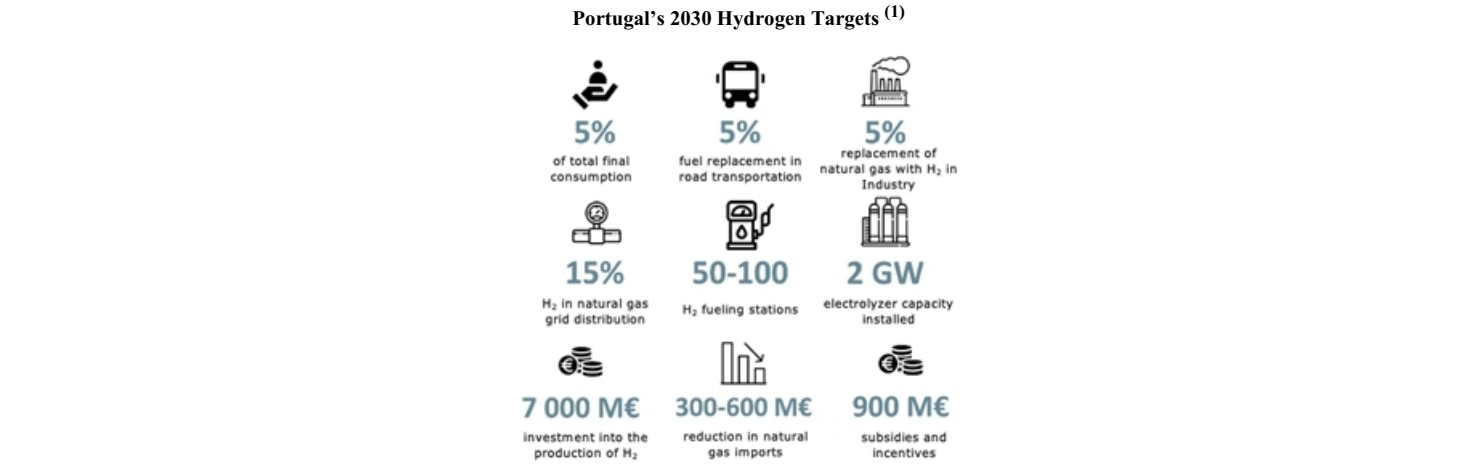 Portugal's 2030 Hydrogen Targets (1)
5%
of total final
consumption
5%
fuel replacement in
road transportation
5%
replacement of
natural gas with H₂ in
Industry
15%
H₂ in natural gas
grid distribution
50-100
H₂ fueling stations
2 GW
electrolyzer capacity
installed
7 000 M€
investment into the
production of H₂
300-600 M€
reduction in natural
gas imports
900 M€
subsidies and
incentives